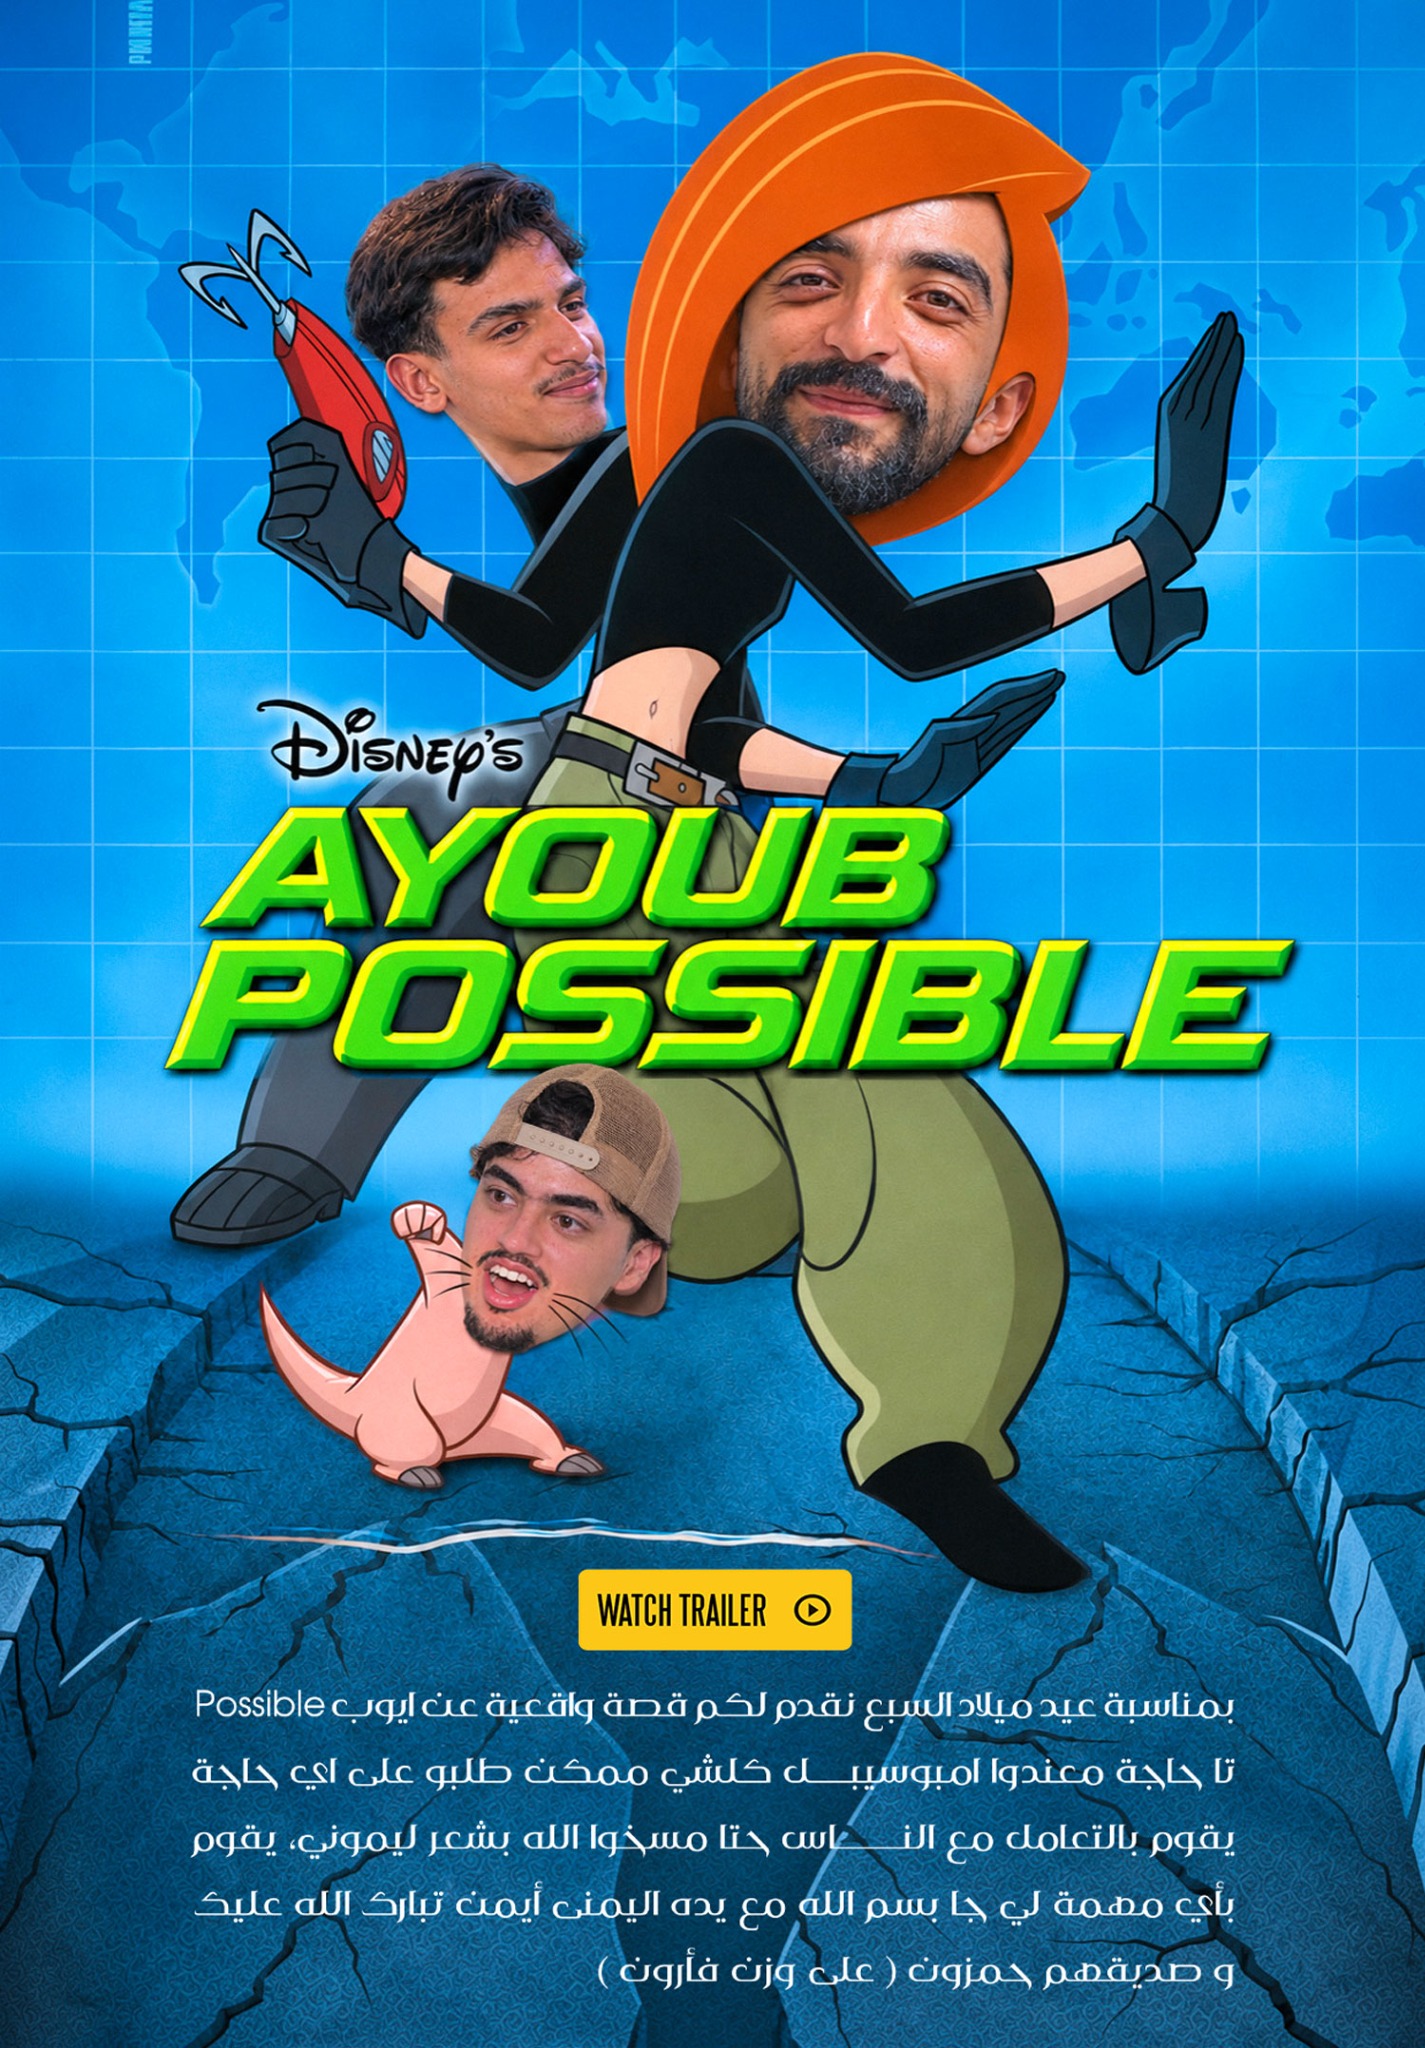 DISNEY'S
AYOUB
POSSIBLE
WATCH TRAILER
بمناسبة عيد ميلاد السبع نقدم لكم قصة واقعية عن ايوب Possible
تا حاجة معندوا امبوسيبـــل كلشي ممكن طلبو على اي حاجة
يقوم بالتعامل مع النـــاس حتا مسخوا الله بشعر ليموني، يقوم
بأي مهمة لي جا بسم الله مع يده اليمنى أيمن تبارك الله عليك
و صديقهم حمزون ( على وزن فأرون )